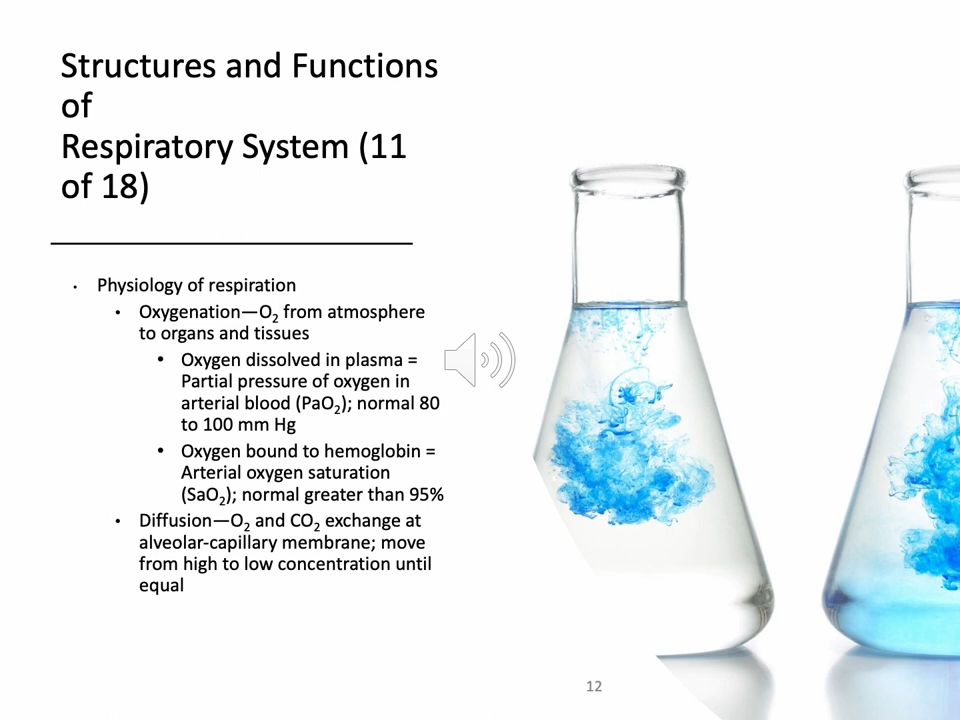 Structures and Functions
of
Respiratory System (11
of 18)
• Physiology of respiration
• Oxygenation—O₂ from atmosphere
to organs and tissues
• Oxygen dissolved in plasma =
Partial pressure of oxygen in
arterial blood (PaO₂); normal 80
to 100 mm Hg
• Oxygen bound to hemoglobin =
Arterial oxygen saturation
(SaO₂); normal greater than 95%
• Diffusion—O₂ and CO₂ exchange at
alveolar-capillary membrane; move
from high to low concentration until
equal
12